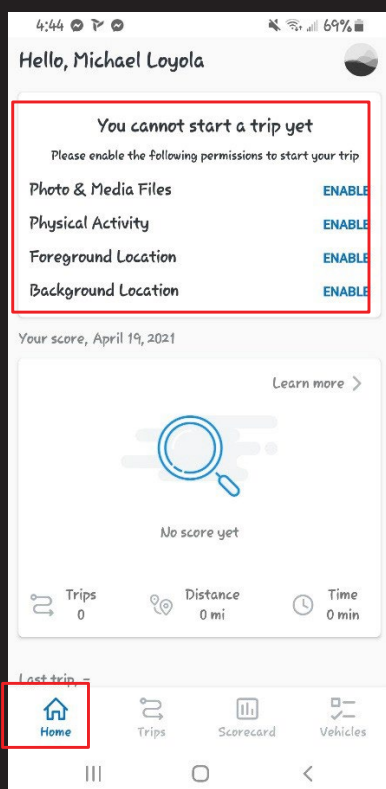 4:44 69%
Hello, Michael Loyola
You cannot start a trip yet
Please enable the following permissions to start your trip
Photo & Media Files ENABLE
Physical Activity ENABLE
Foreground Location ENABLE
Background Location ENABLE
Your score, April 19, 2021
Learn more >
No score yet
Trips Distance Time
0 0 mi 0 min
Last trip, -
Home Trips Scorecard Vehicles